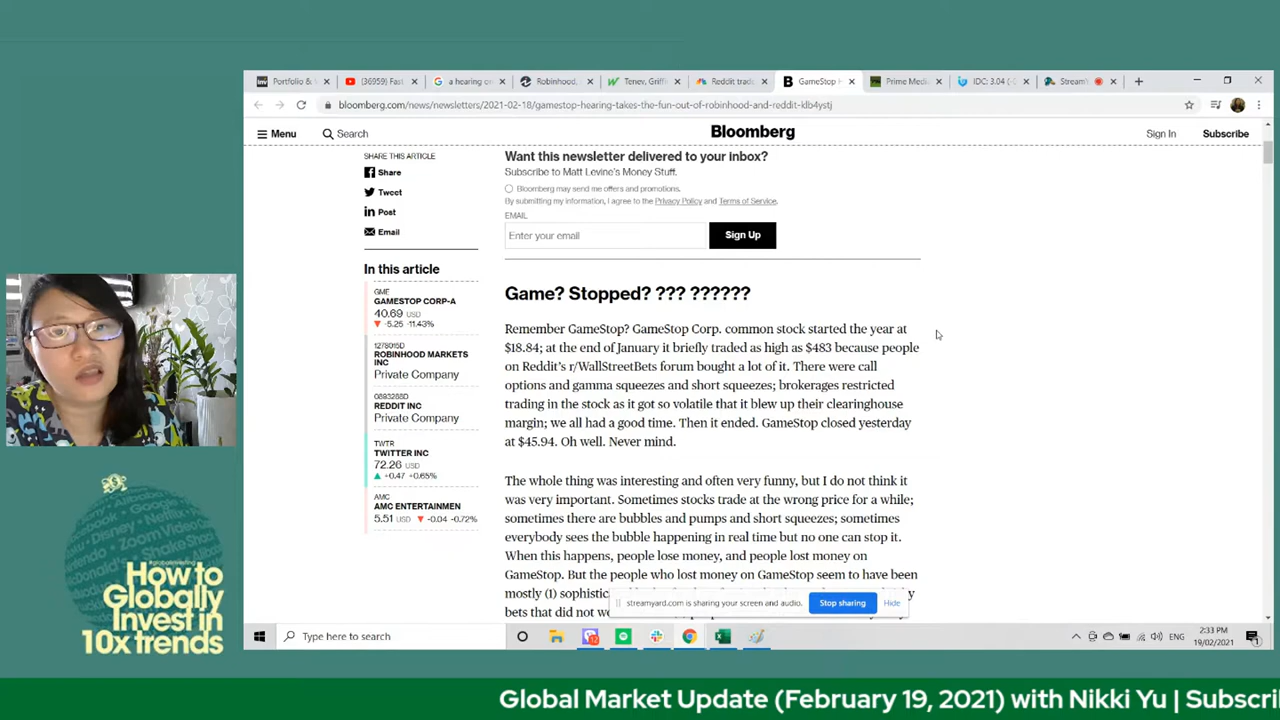 Portfolio &
(36959) Fast
a hearing o
Robinhood,
Tenev, Griffi
Reddit trad
GameStop H
Prime Media
IDC: 3.04 (-0
Stream
bloomberg.com/news/newsletters/2021-02-18/gamestop-hearing-takes-the-fun-out-of-robinhood-and-reddit-idb4ystj
Menu
Search
Bloomberg
Sign In
Subscribe
SHARE THIS ARTICLE
Share
Tweet
Post
Email
In this article
GME
GAMESTOP CORP-A
40.69 USD
▼ -5.25 -11.43%
1278015D
ROBINHOOD MARKETS
INC
Private Company
0893288D
REDDIT INC
Private Company
TWTR
TWITTER INC
72.26 USD
▲ +0.47 +0.65%
AMC
AMC ENTERTAINMEN
5.51 USD ▼ -0.04 -0.72%
Want this newsletter delivered to your inbox?
Subscribe to Matt Levine's Money Stuff.
Bloomberg may send me offers and promotions.
By submitting my information, I agree to the Privacy Policy and Terms of Service.
EMAIL
Enter your email
Sign Up
Game? Stopped? ??? ??????
Remember GameStop? GameStop Corp. common stock started the year at
$18.84; at the end of January it briefly traded as high as $483 because people
on Reddit's r/WallStreetBets forum bought a lot of it. There were call
options and gamma squeezes and short squeezes; brokerages restricted
trading in the stock as it got so volatile that it blew up their clearinghouse
margin; we all had a good time. Then it ended. GameStop closed yesterday
at $45.94. Oh well. Never mind.
The whole thing was interesting and often very funny, but I do not think it
was very important. Sometimes stocks trade at the wrong price for a while;
sometimes there are bubbles and pumps and short squeezes; sometimes
everybody sees the bubble happening in real time but no one can stop it.
When this happens, people lose money, and people lost money on
GameStop. But the people who lost money on GameStop seem to have been
mostly (1)
bets that did not
streamyard.com is sharing your screen and audio.
Stop sharing
Hide
Type here to search
12
ENG
2:33 PM
19/02/2021
#globalinvesting
How to
Globally
Invest in
10x trends
Global Market Update (February 19, 2021) with Nikki Yu | Subscri